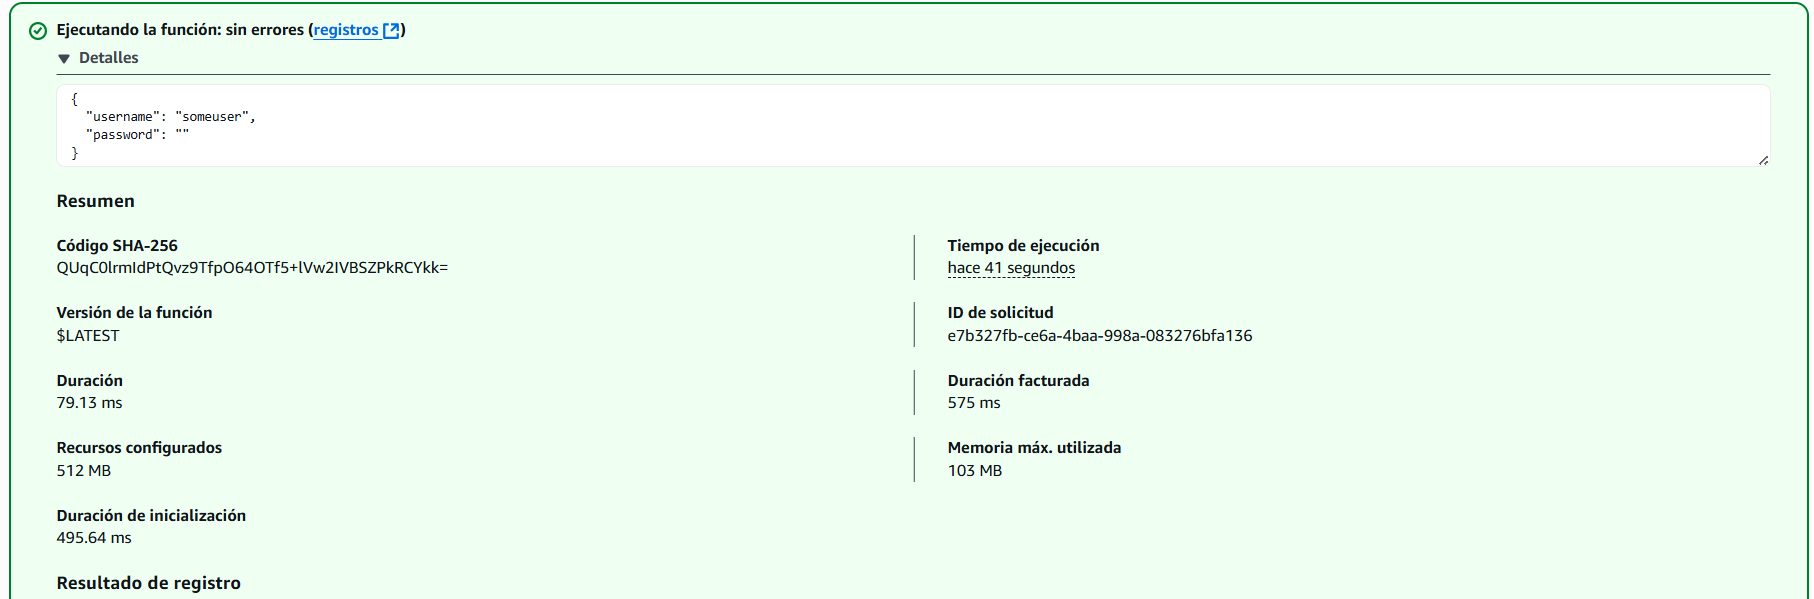 Ejecutando la función: sin errores (registros)
Detalles
{
"username": "someuser",
"password": ""
}
Resumen
Código SHA-256
QUqC0lrmIdPtQvz9TfpO64OTf5+lVw2IVBSZPkRCYkk=
Tiempo de ejecución
hace 41 segundos
Versión de la función
$LATEST
ID de solicitud
e7b327fb-ce6a-4baa-998a-083276bfa136
Duración
79.13 ms
Duración facturada
575 ms
Recursos configurados
512 MB
Memoria máx. utilizada
103 MB
Duración de inicialización
495.64 ms
Resultado de registro